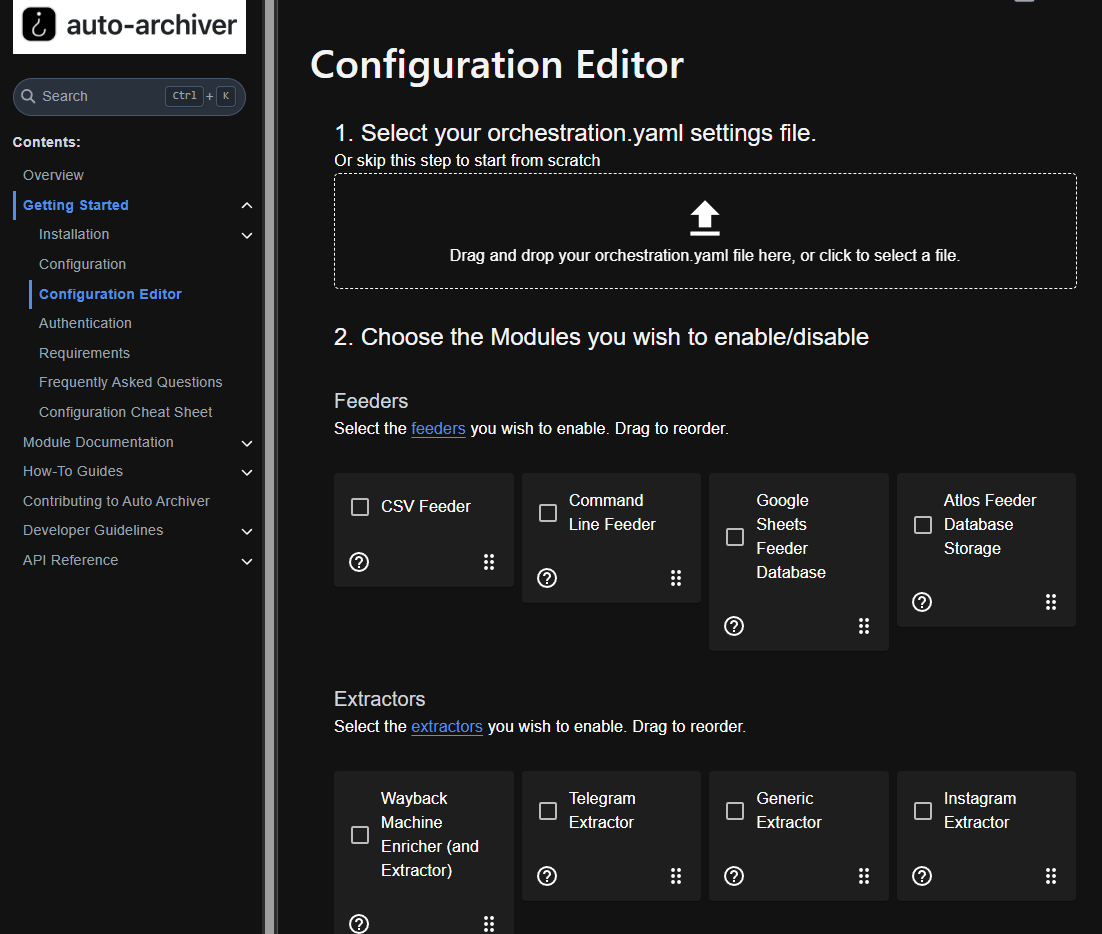 auto-archiver
Search Ctrl + K
Contents:
Overview
Getting Started
Installation
Configuration
Configuration Editor
Authentication
Requirements
Frequently Asked Questions
Configuration Cheat Sheet
Module Documentation
How-To Guides
Contributing to Auto Archiver
Developer Guidelines
API Reference
Configuration Editor
1. Select your orchestration.yaml settings file.
Or skip this step to start from scratch
Drag and drop your orchestration.yaml file here, or click to select a file.
2. Choose the Modules you wish to enable/disable
Feeders
Select the feeders you wish to enable. Drag to reorder.
CSV Feeder
Command
Line Feeder
Google
Sheets
Feeder
Database
Atlos Feeder
Database
Storage
Extractors
Select the extractors you wish to enable. Drag to reorder.
Wayback
Machine
Enricher (and
Extractor)
Telegram
Extractor
Generic
Extractor
Instagram
Extractor